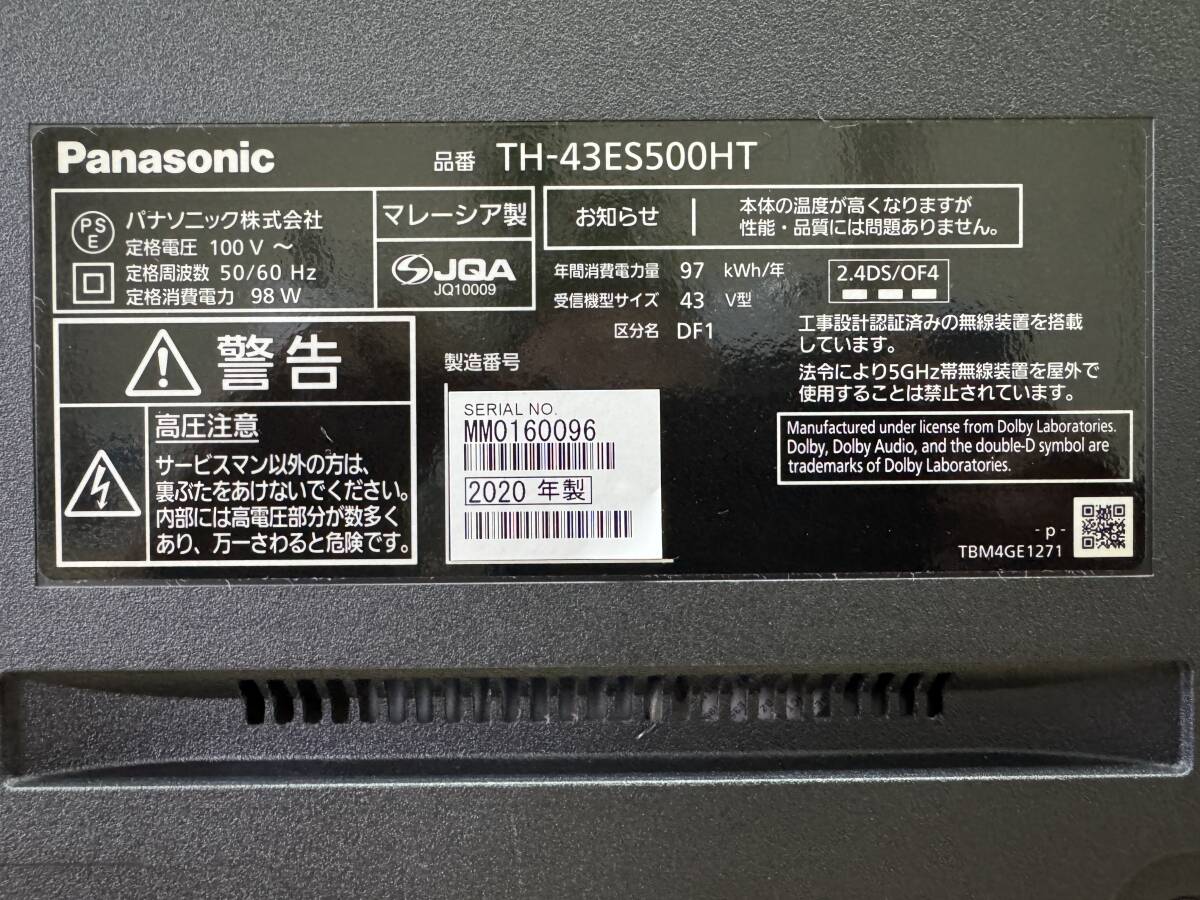 Panasonic
品番 TH-43ES500HT
PS
E
パナソニック株式会社
定格電圧 100 V ～
定格周波数 50/60 Hz
定格消費電力 98 W
マレーシア製
JQA
JQ10009
お知らせ
本体の温度が高くなりますが
性能・品質には問題ありません。
年間消費電力量 97 kWh/年
受信機型サイズ 43 V型
区分名 DF1
2.4DS/OF4
工事設計認証済みの無線装置を搭載
しています。
法令により5GHz帯無線装置を屋外で
使用することは禁止されています。
警告
高圧注意
サービスマン以外の方は、
裏ぶたをあけないでください。
内部には高電圧部分が数多く
あり、万一さわると危険です。
製造番号
SERIAL NO.
MM0160096
2020 年製
Manufactured under license from Dolby Laboratories.
Dolby, Dolby Audio, and the double-D symbol are
trademarks of Dolby Laboratories.
- p -
TBM4GE1271